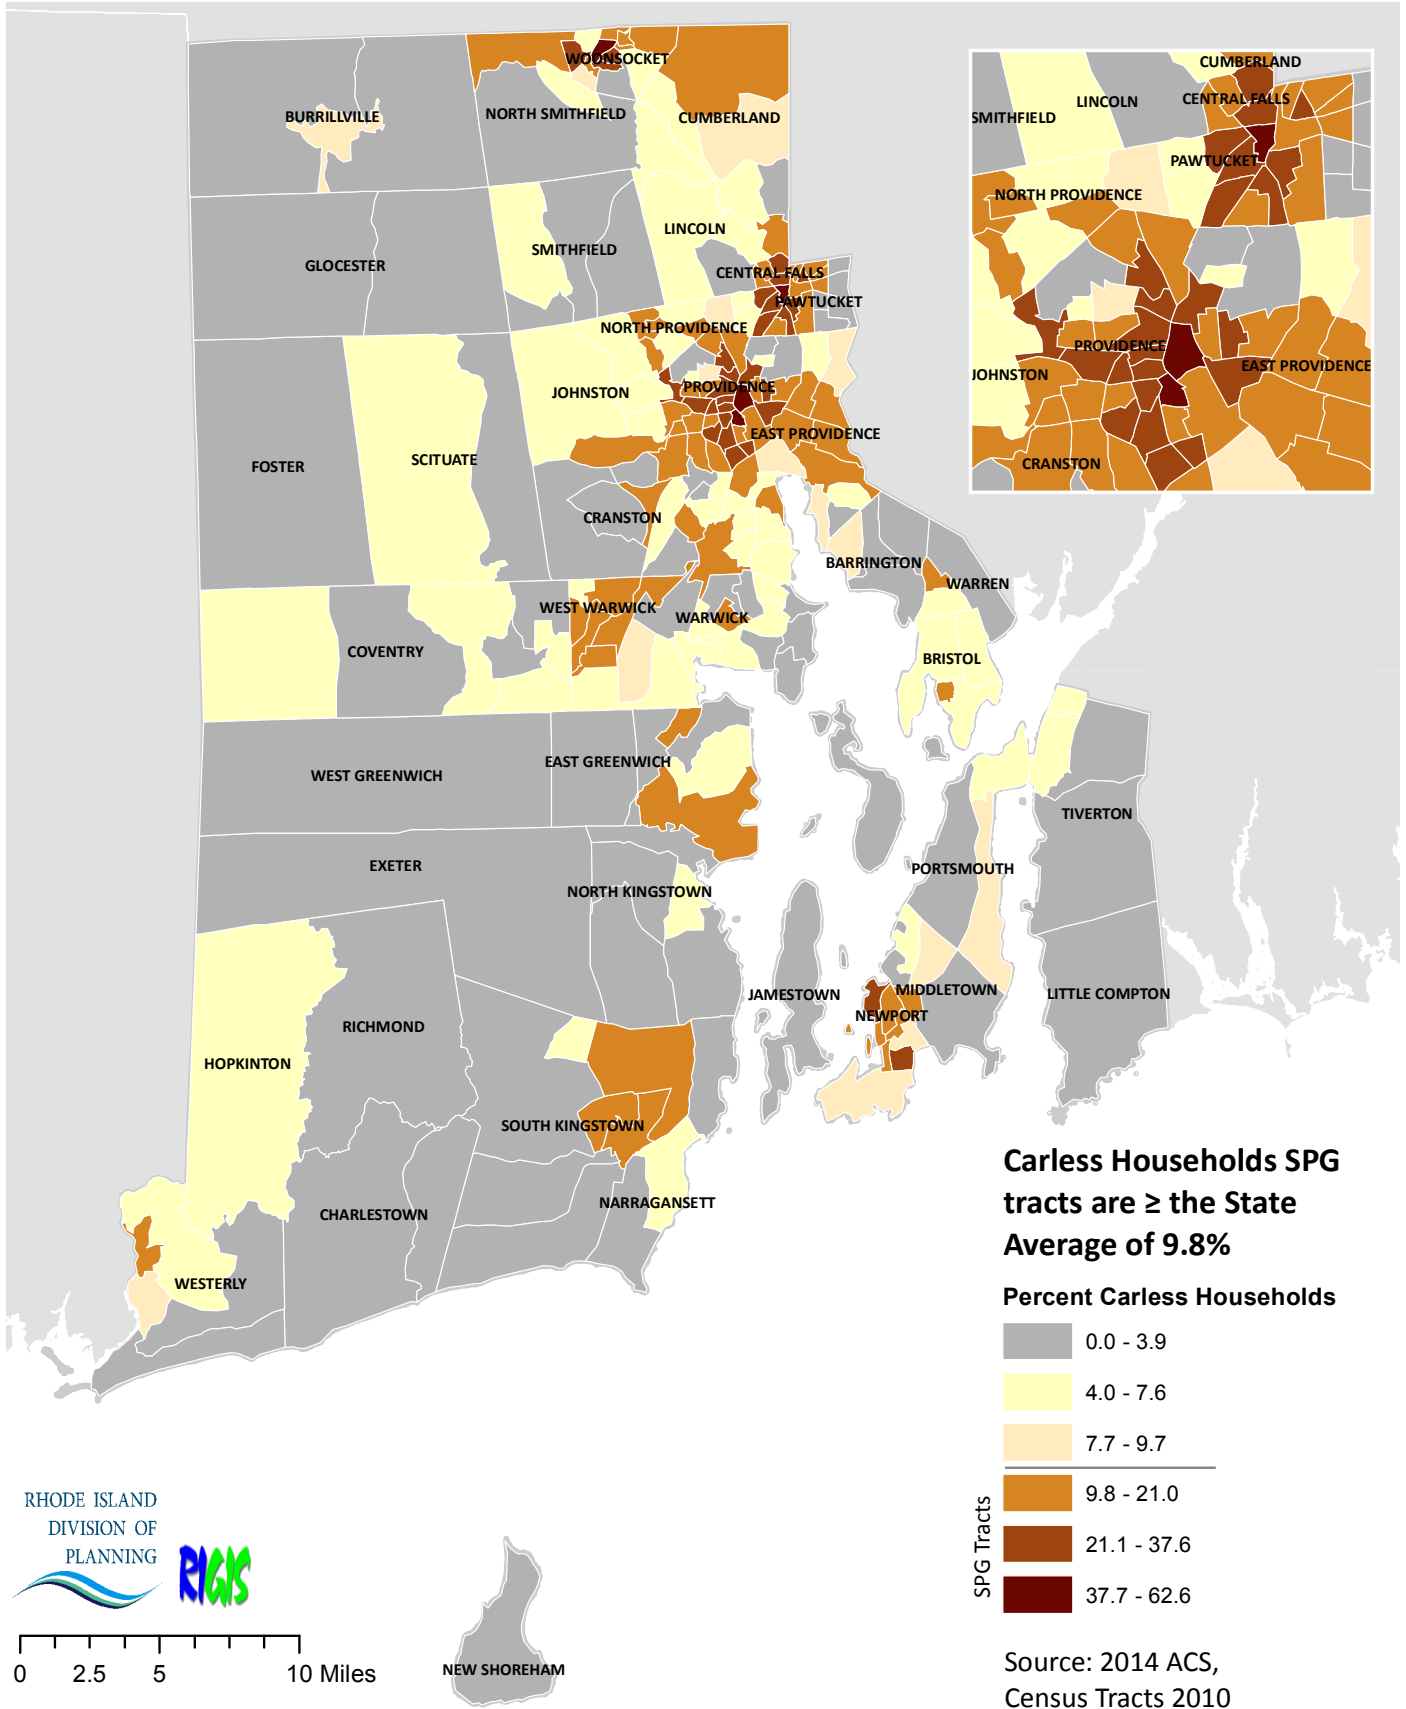 WOONSOCKET
BURRILLVILLE
NORTH SMITHFIELD
CUMBERLAND
LINCOLN
SMITHFIELD
GLOCESTER
CENTRAL FALLS
PAWTUCKET
NORTH PROVIDENCE
JOHNSTON
PROVIDENCE
EAST PROVIDENCE
FOSTER
SCITUATE
CRANSTON
BARRINGTON
WARREN
WEST WARWICK
WARWICK
COVENTRY
BRISTOL
WEST GREENWICH
EAST GREENWICH
TIVERTON
EXETER
PORTSMOUTH
NORTH KINGSTOWN
JAMESTOWN
MIDDLETOWN
LITTLE COMPTON
NEWPORT
RICHMOND
HOPKINTON
SOUTH KINGSTOWN
NARRAGANSETT
CHARLESTOWN
WESTERLY
NEW SHOREHAM
CUMBERLAND
LINCOLN
CENTRAL FALLS
SMITHFIELD
PAWTUCKET
NORTH PROVIDENCE
PROVIDENCE
EAST PROVIDENCE
JOHNSTON
CRANSTON
Carless Households SPG
tracts are ≥ the State
Average of 9.8%
Percent Carless Households
0.0 - 3.9
4.0 - 7.6
7.7 - 9.7
SPG Tracts
9.8 - 21.0
21.1 - 37.6
37.7 - 62.6
Source: 2014 ACS,
Census Tracts 2010
RHODE ISLAND
DIVISION OF
PLANNING
RIGIS
0 2.5 5 10 Miles